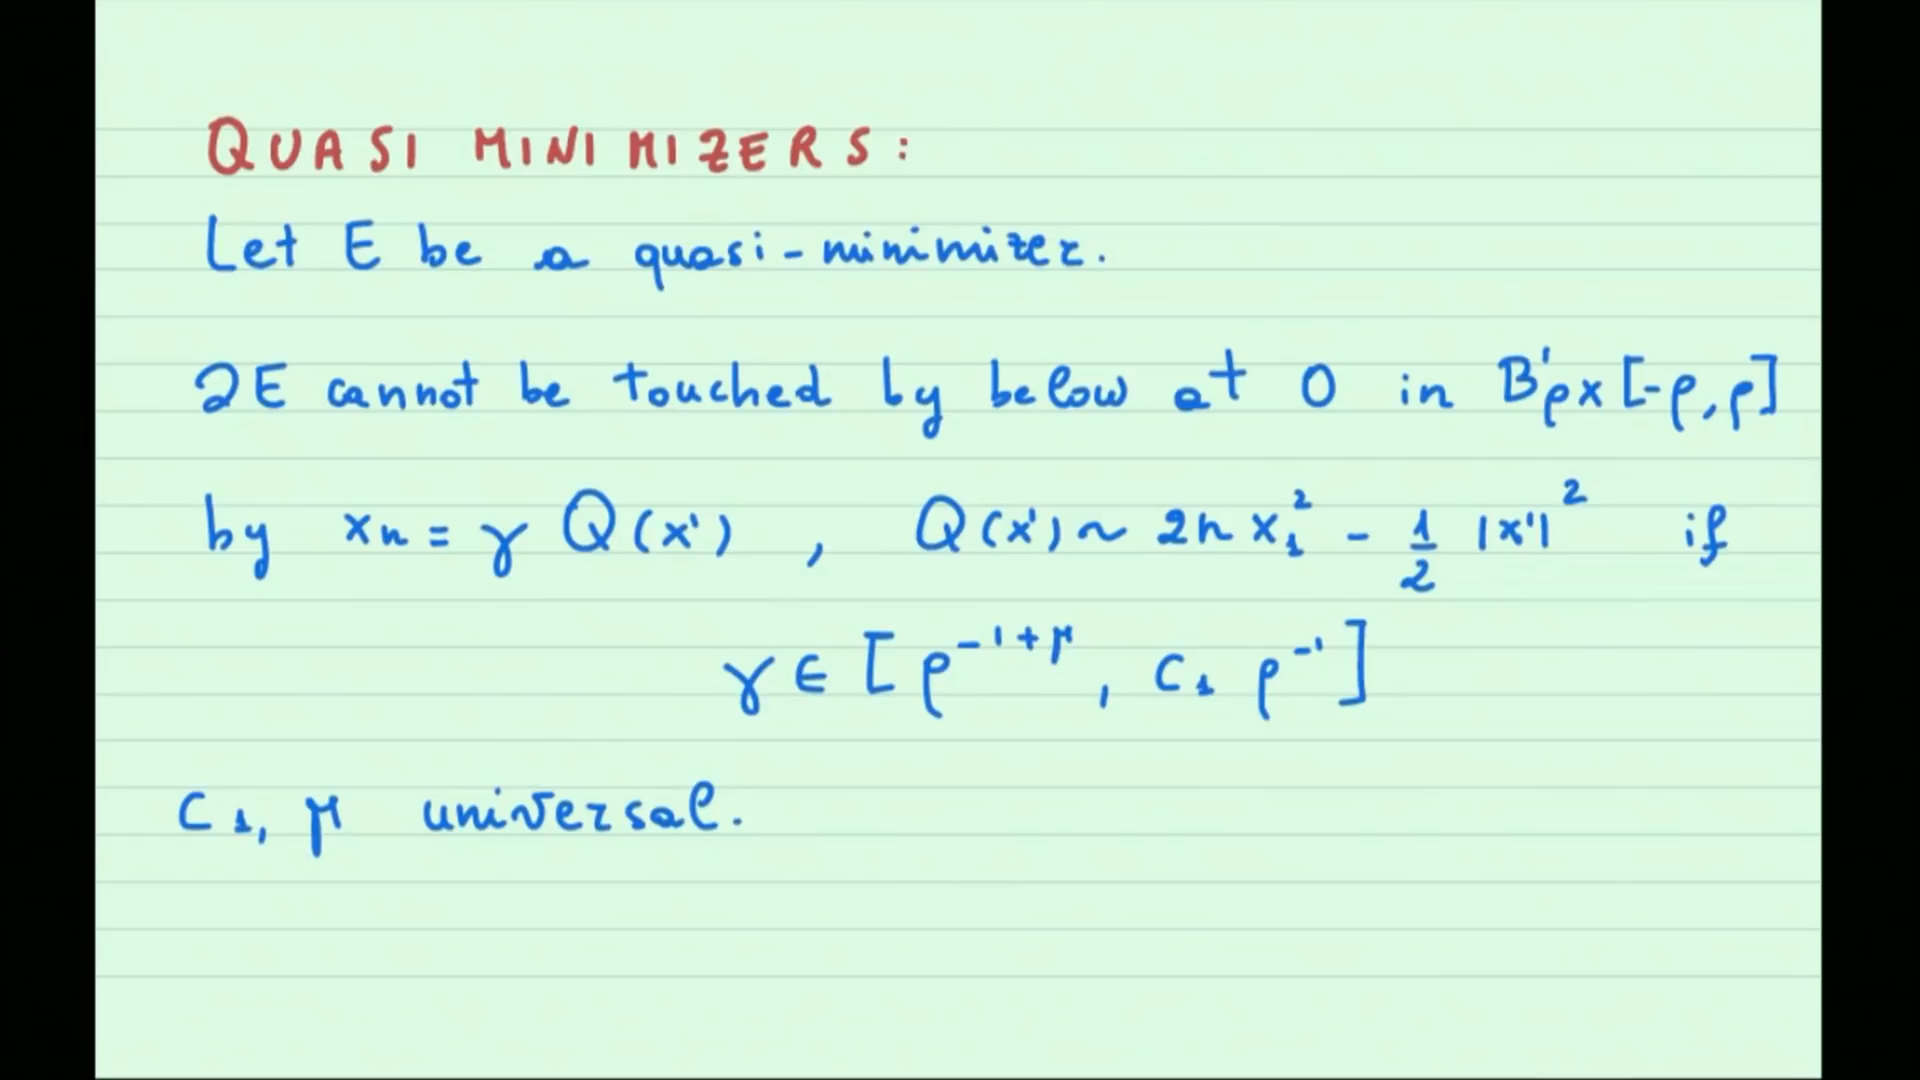 QUASI MINIMIZERS:
Let E be a quasi-minimizer.
∂E cannot be touched by below at 0 in B'ρ×[-ρ,ρ]
by xn = γ Q(x'), Q(x') ~ 2n x₁² - 1/2 |x'|² if
γ ∈ [ρ^{-1+μ}, c₁ ρ^{-1}]
C₁, μ universal.